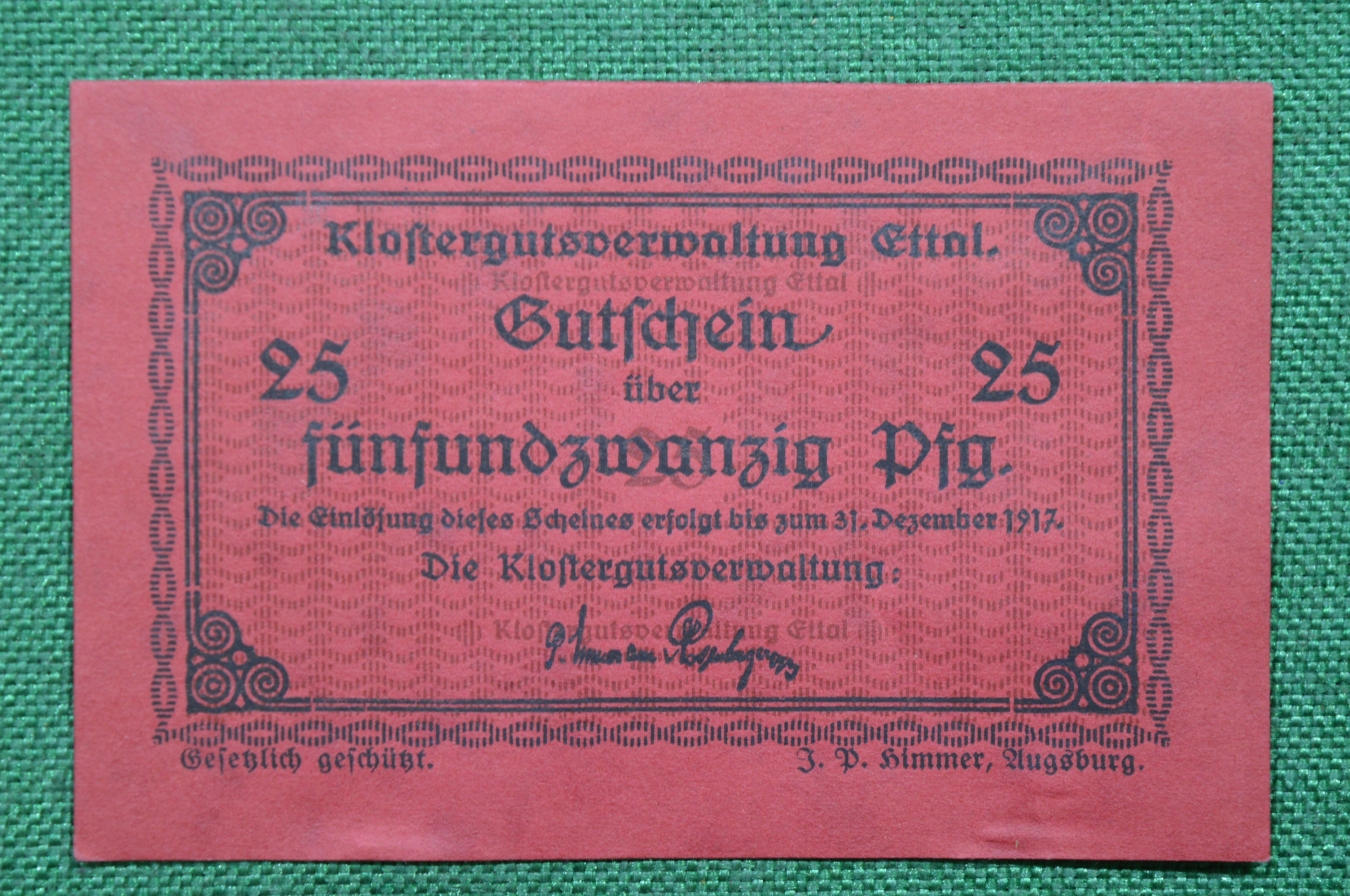 Klostergutsverwaltung Ettal.
Klostergutsverwaltung Ettal
Gutschein
25 über 25
fünfundzwanzig Pfg.
25
Die Einlösung dieses Scheines erfolgt bis zum 31. Dezember 1917.
Die Klostergutsverwaltung:
Klostergutsverwaltung Ettal
Gesetzlich geschützt. J. P. Himmer, Augsburg.